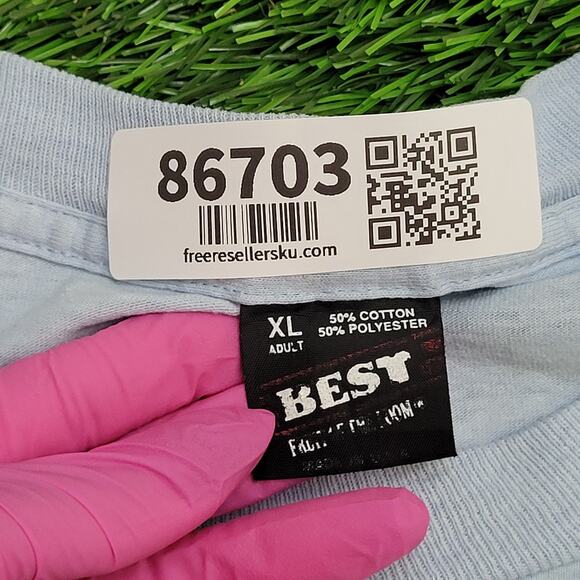 86703
freeresellersku.com
XL
ADULT
50% COTTON
50% POLYESTER
BEST